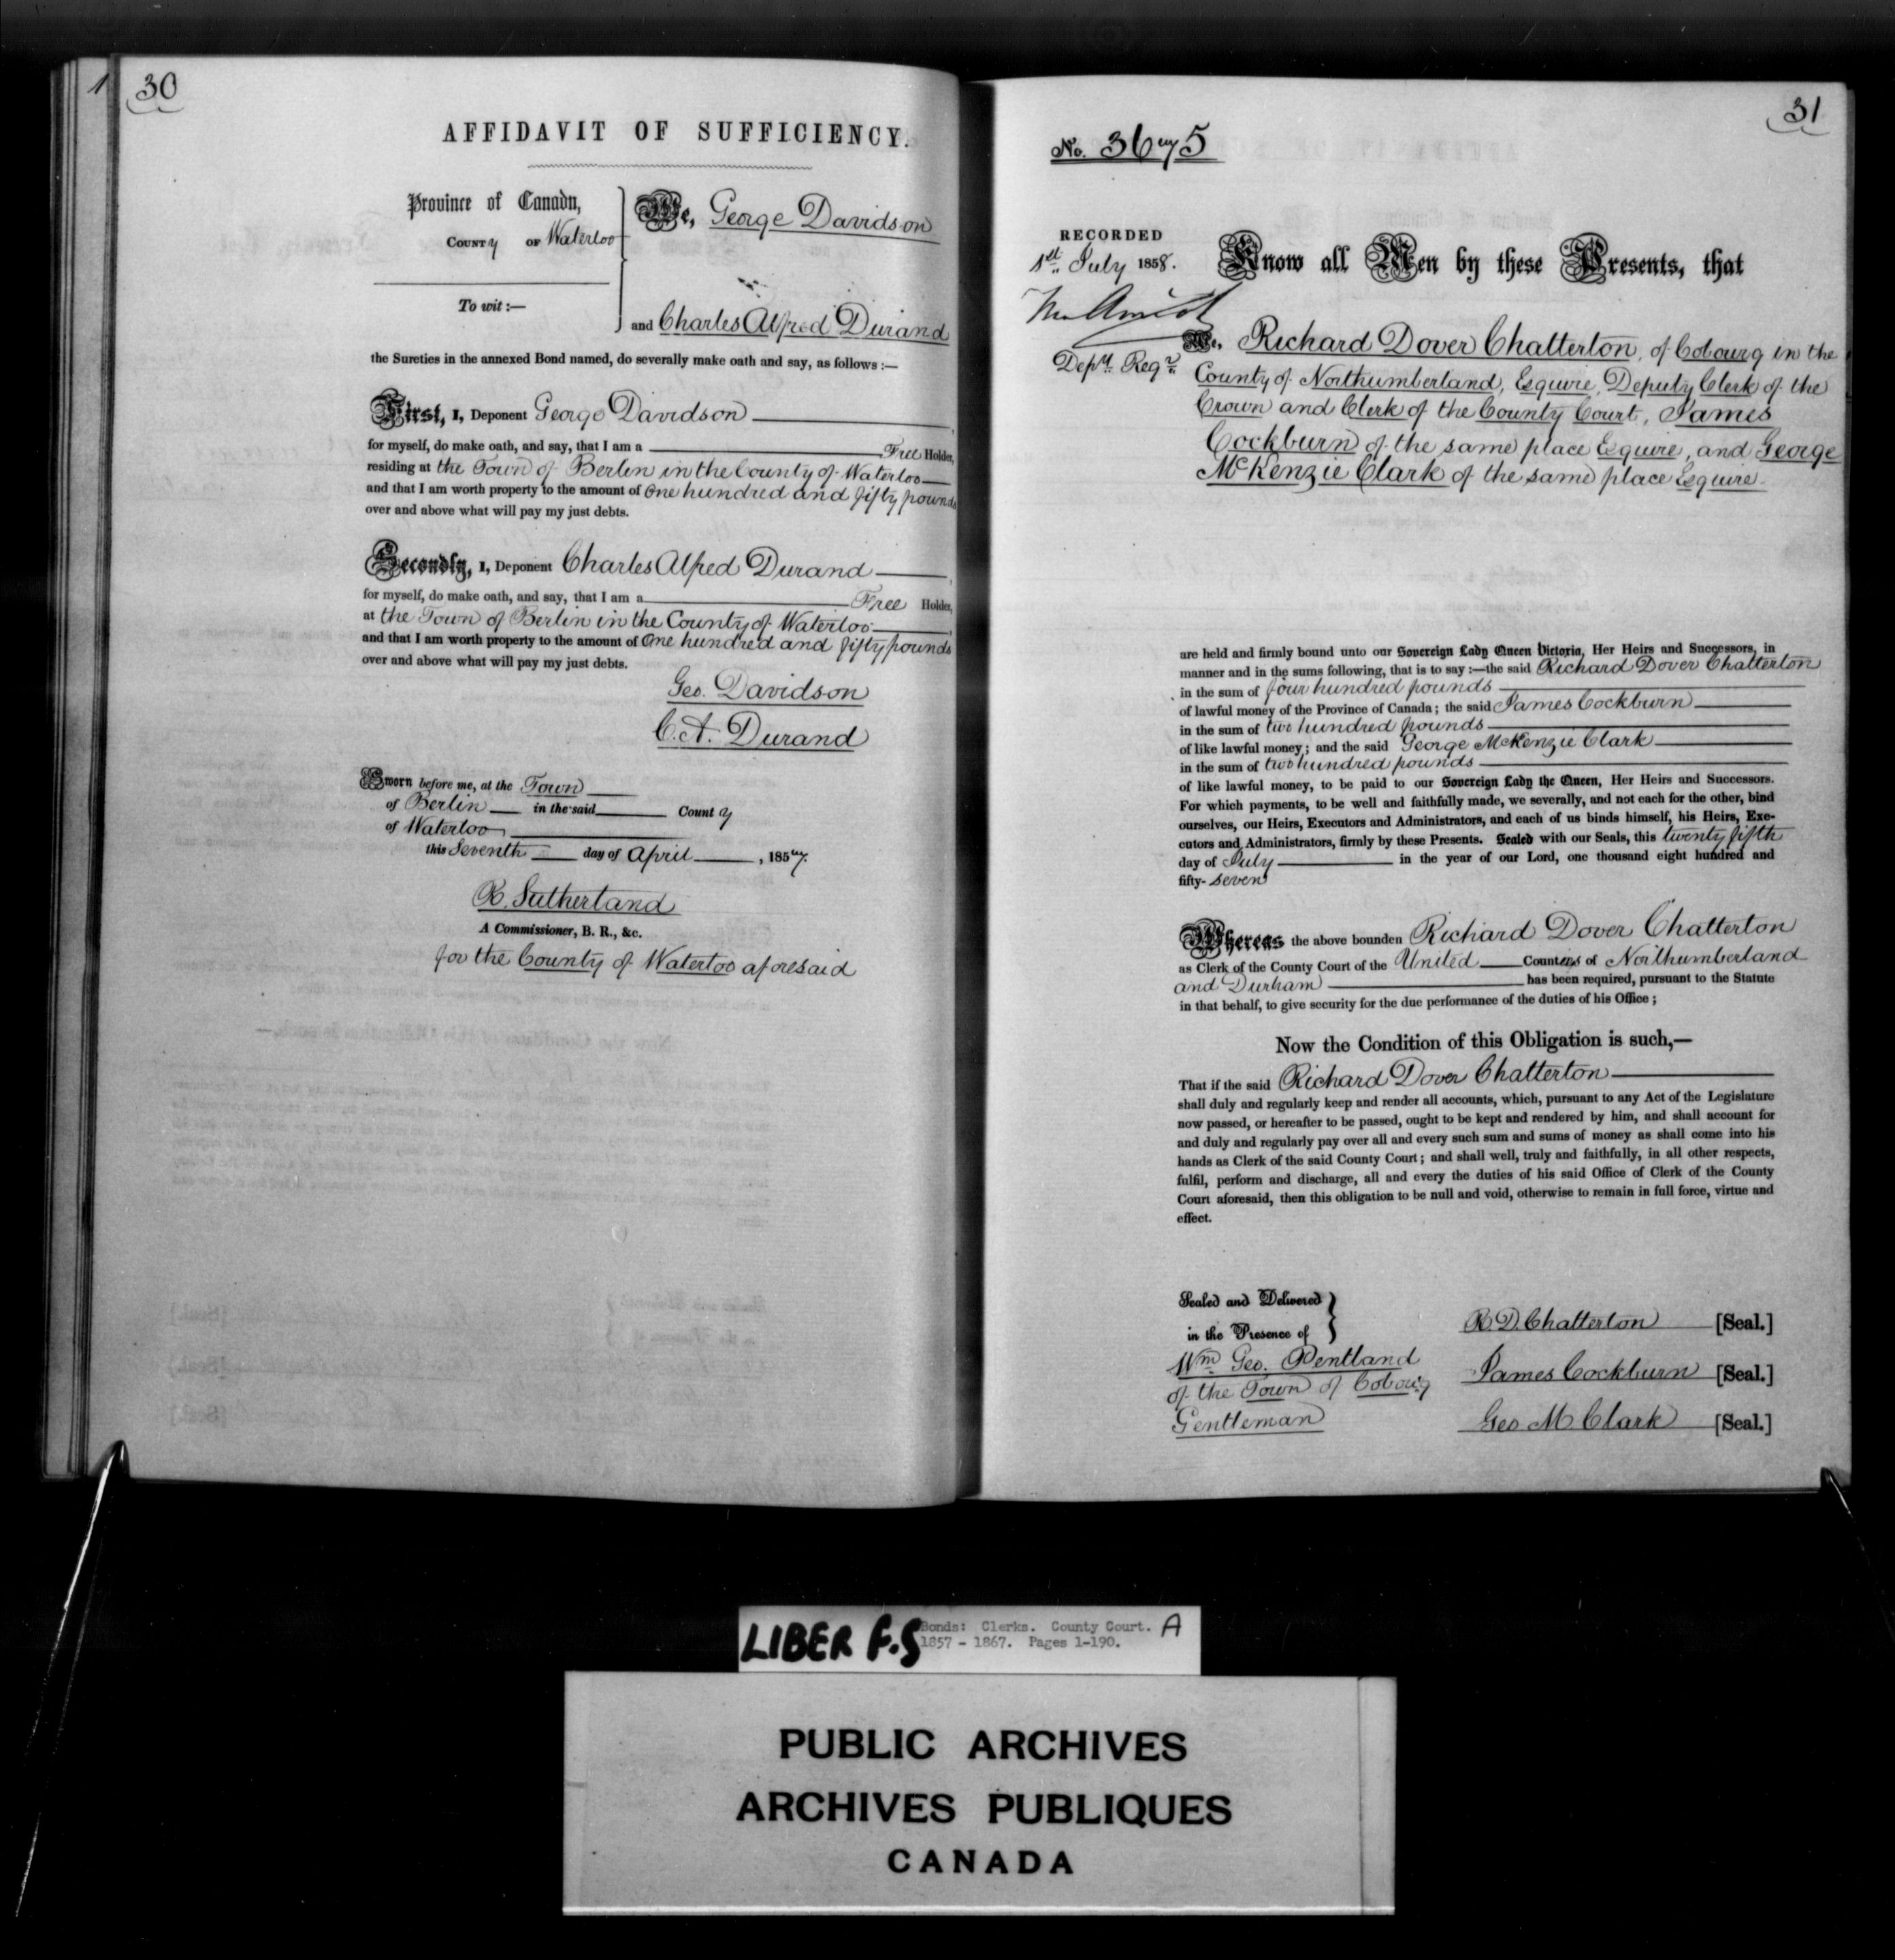 1
30
AFFIDAVIT OF SUFFICIENCY.
Province of Canada,
COUNTy OF Waterloo
To wit:—
We, George Davidson
and Charles Alfred Durand
the Sureties in the annexed Bond named, do severally make oath and say, as follows:—
First, I, Deponent George Davidson
for myself, do make oath, and say, that I am a Free Holder,
residing at the Town of Berlin in the County of Waterloo
and that I am worth property to the amount of One hundred and fifty pounds
over and above what will pay my just debts.
Secondly, I, Deponent Charles Alfred Durand
for myself, do make oath, and say, that I am a Free Holder,
at the Town of Berlin in the County of Waterloo
and that I am worth property to the amount of One hundred and fifty pounds
over and above what will pay my just debts.
Geo. Davidson
C. A. Durand
Sworn before me, at the Town
of Berlin in the said County
of Waterloo
this Seventh day of April, 1857.
R. Sutherland
A Commissioner, B. R., &c.
for the County of Waterloo aforesaid
31
No. 3675
RECORDED
1st July 1858.
Depy. Regr.
Know all Men by these Presents, that
We, Richard Dover Chatterton, of Cobourg in the
County of Northumberland, Esquire, Deputy Clerk of the
Crown and Clerk of the County Court, James
Cockburn of the same place Esquire, and George
McKenzie Clark of the same place Esquire.
are held and firmly bound unto our Sovereign Lady Queen Victoria, Her Heirs and Successors, in
manner and in the sums following, that is to say:—the said Richard Dover Chatterton
in the sum of four hundred pounds
of lawful money of the Province of Canada; the said James Cockburn
in the sum of two hundred pounds
of like lawful money; and the said George McKenzie Clark
in the sum of two hundred pounds
of like lawful money, to be paid to our Sovereign Lady the Queen, Her Heirs and Successors.
For which payments, to be well and faithfully made, we severally, and not each for the other, bind
ourselves, our Heirs, Executors and Administrators, and each of us binds himself, his Heirs, Exe-
cutors and Administrators, firmly by these Presents. Sealed with our Seals, this twenty fifth
day of July in the year of our Lord, one thousand eight hundred and
fifty-seven
Whereas the above bounden Richard Dover Chatterton
as Clerk of the County Court of the United Counties of Northumberland
and Durham has been required, pursuant to the Statute
in that behalf, to give security for the due performance of the duties of his Office;
Now the Condition of this Obligation is such,—
That if the said Richard Dover Chatterton
shall duly and regularly keep and render all accounts, which, pursuant to any Act of the Legislature
now passed, or hereafter to be passed, ought to be kept and rendered by him, and shall account for
and duly and regularly pay over all and every such sum and sums of money as shall come into his
hands as Clerk of the said County Court; and shall well, truly and faithfully, in all other respects,
fulfil, perform and discharge, all and every the duties of his said Office of Clerk of the County
Court aforesaid, then this obligation to be null and void, otherwise to remain in full force, virtue and
effect.
Sealed and Delivered
in the Presence of
Wm Geo. Pentland
of the Town of Cobourg
Gentleman
R. D. Chatterton [Seal.]
James Cockburn [Seal.]
Geo M. Clark [Seal.]
LIBER F.S
Bonds: Clerks. County Court. A
1857 - 1867. Pages 1-190.
PUBLIC ARCHIVES
ARCHIVES PUBLIQUES
CANADA